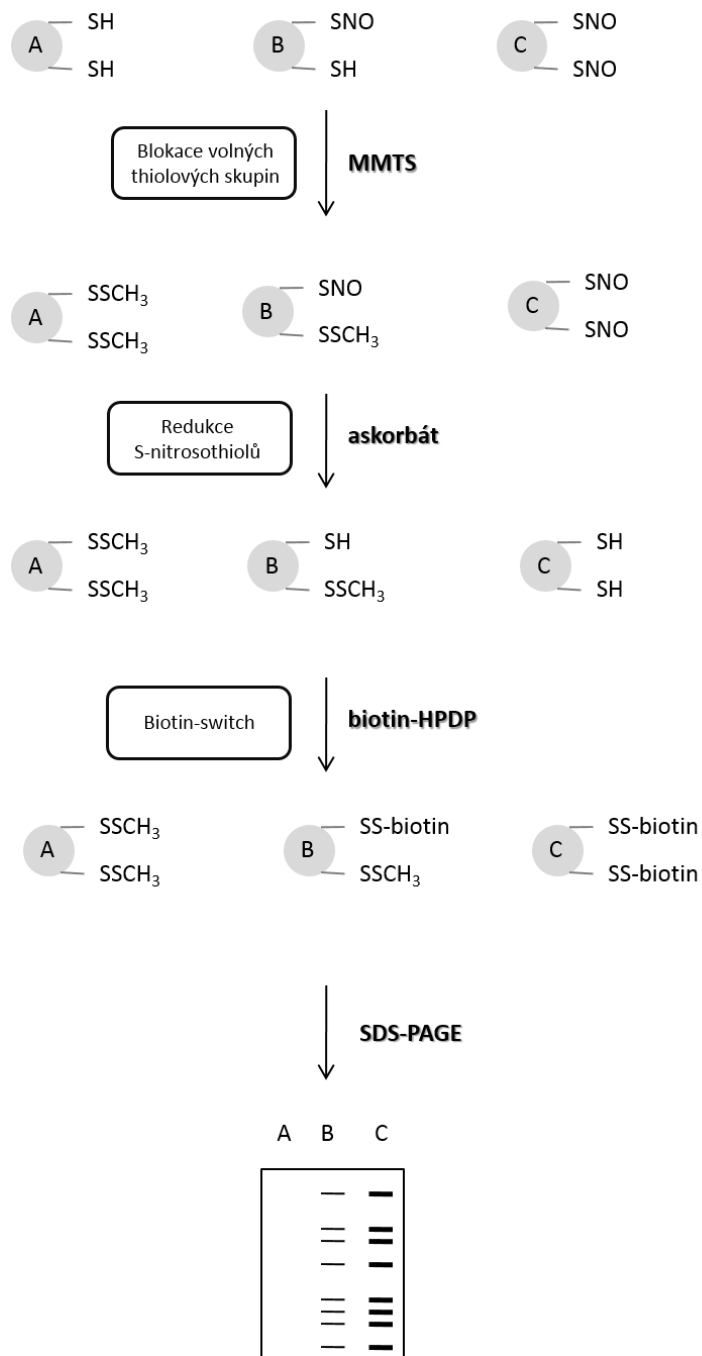 SH
SNO
SNO
A
B
C
SH
SH
SNO
Blokace volných
thiolových skupin
MMTS
SSCH₃
SNO
SNO
A
B
C
SSCH₃
SSCH₃
SNO
Redukce
S-nitrosothiolů
askorbát
SSCH₃
SH
SH
A
B
C
SSCH₃
SSCH₃
SH
Biotin-switch
biotin-HPDP
SSCH₃
SS-biotin
SS-biotin
A
B
C
SSCH₃
SSCH₃
SS-biotin
SDS-PAGE
A B C